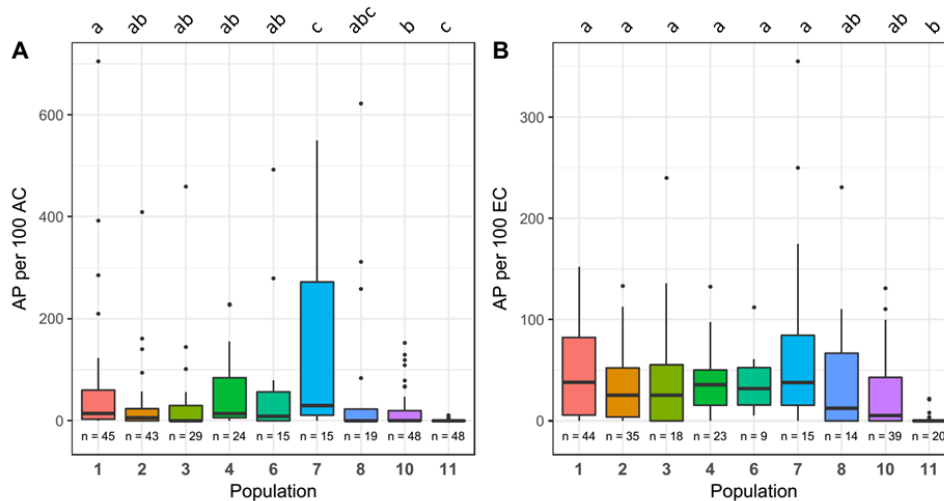 a ab ab ab ab c abc b c
A
600
400
200
0
AP per 100 AC
n = 45 n = 43 n = 29 n = 24 n = 15 n = 15 n = 19 n = 48 n = 48
1 2 3 4 6 7 8 10 11
Population
a a a a a a ab ab b
B
300
200
100
0
AP per 100 EC
n = 44 n = 35 n = 18 n = 23 n = 9 n = 15 n = 14 n = 39 n = 20
1 2 3 4 6 7 8 10 11
Population